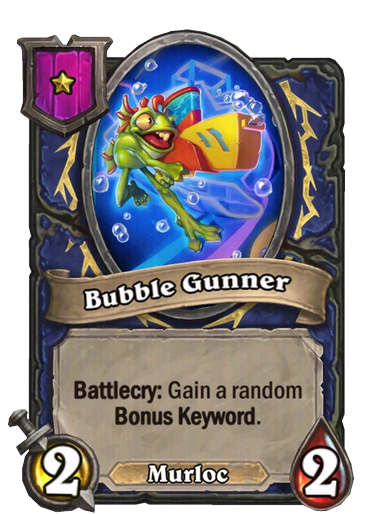 Bubble Gunner
Battlecry: Gain a random
Bonus Keyword.
2
Murloc
2